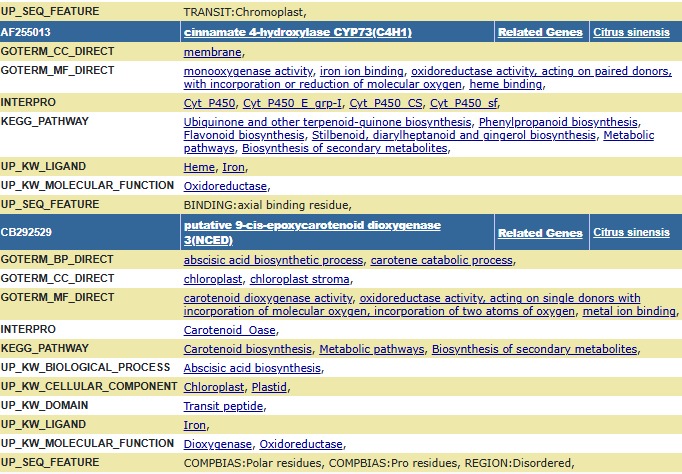 UP_SEQ_FEATURE TRANSIT:Chromoplast,
AF255013 cinnamate 4-hydroxylase CYP73(C4H1) Related Genes Citrus sinensis
GOTERM_CC_DIRECT membrane,
GOTERM_MF_DIRECT monooxygenase activity, iron ion binding, oxidoreductase activity, acting on paired donors,
with incorporation or reduction of molecular oxygen, heme binding,
INTERPRO Cyt_P450, Cyt_P450_E_grp-I, Cyt_P450_CS, Cyt_P450_sf,
KEGG_PATHWAY Ubiquinone and other terpenoid-quinone biosynthesis, Phenylpropanoid biosynthesis,
Flavonoid biosynthesis, Stilbenoid, diarylheptanoid and gingerol biosynthesis, Metabolic
pathways, Biosynthesis of secondary metabolites,
UP_KW_LIGAND Heme, Iron,
UP_KW_MOLECULAR_FUNCTION Oxidoreductase,
UP_SEQ_FEATURE BINDING:axial binding residue,
CB292529 putative 9-cis-epoxycarotenoid dioxygenase
3(NCED) Related Genes Citrus sinensis
GOTERM_BP_DIRECT abscisic acid biosynthetic process, carotene catabolic process,
GOTERM_CC_DIRECT chloroplast, chloroplast stroma,
GOTERM_MF_DIRECT carotenoid dioxygenase activity, oxidoreductase activity, acting on single donors with
incorporation of molecular oxygen, incorporation of two atoms of oxygen, metal ion binding,
INTERPRO Carotenoid_Oase,
KEGG_PATHWAY Carotenoid biosynthesis, Metabolic pathways, Biosynthesis of secondary metabolites,
UP_KW_BIOLOGICAL_PROCESS Abscisic acid biosynthesis,
UP_KW_CELLULAR_COMPONENT Chloroplast, Plastid,
UP_KW_DOMAIN Transit peptide,
UP_KW_LIGAND Iron,
UP_KW_MOLECULAR_FUNCTION Dioxygenase, Oxidoreductase,
UP_SEQ_FEATURE COMPBIAS:Polar residues, COMPBIAS:Pro residues, REGION:Disordered,